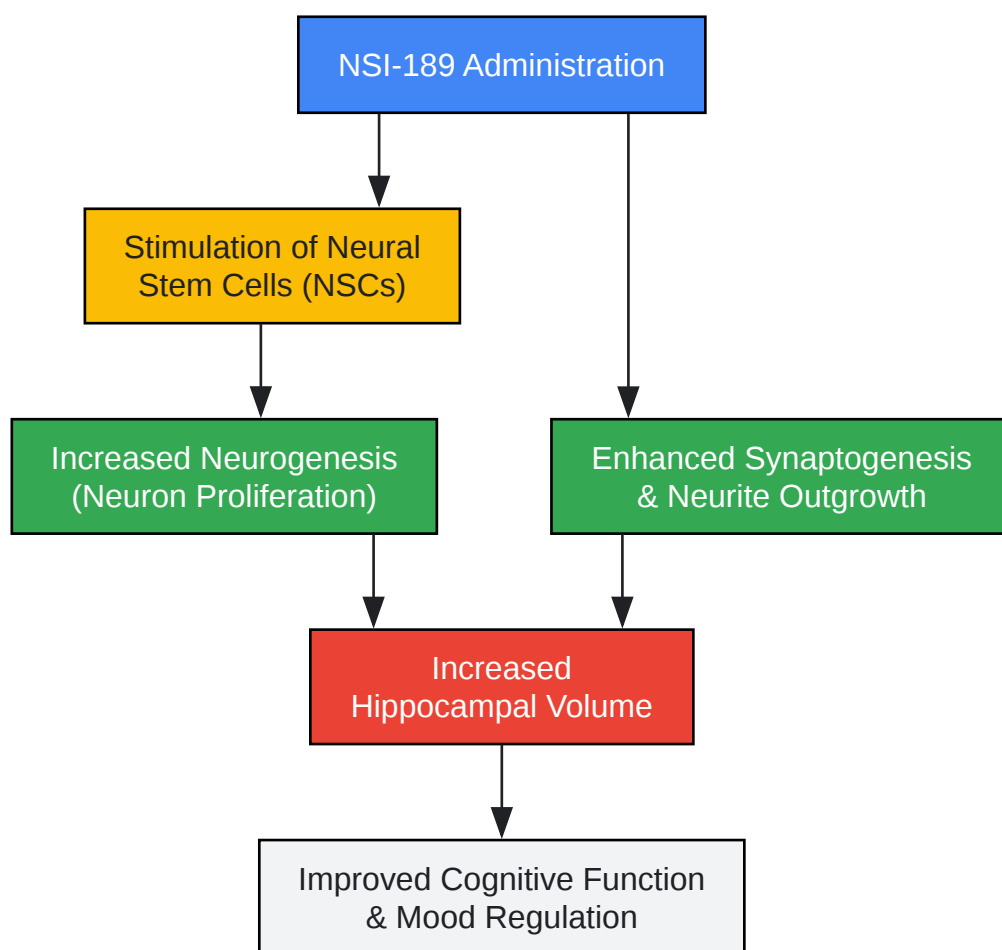 NSI-189 Administration
Stimulation of Neural
Stem Cells (NSCs)
Increased Neurogenesis
(Neuron Proliferation)
Enhanced Synaptogenesis
& Neurite Outgrowth
Increased
Hippocampal Volume
Improved Cognitive Function
& Mood Regulation